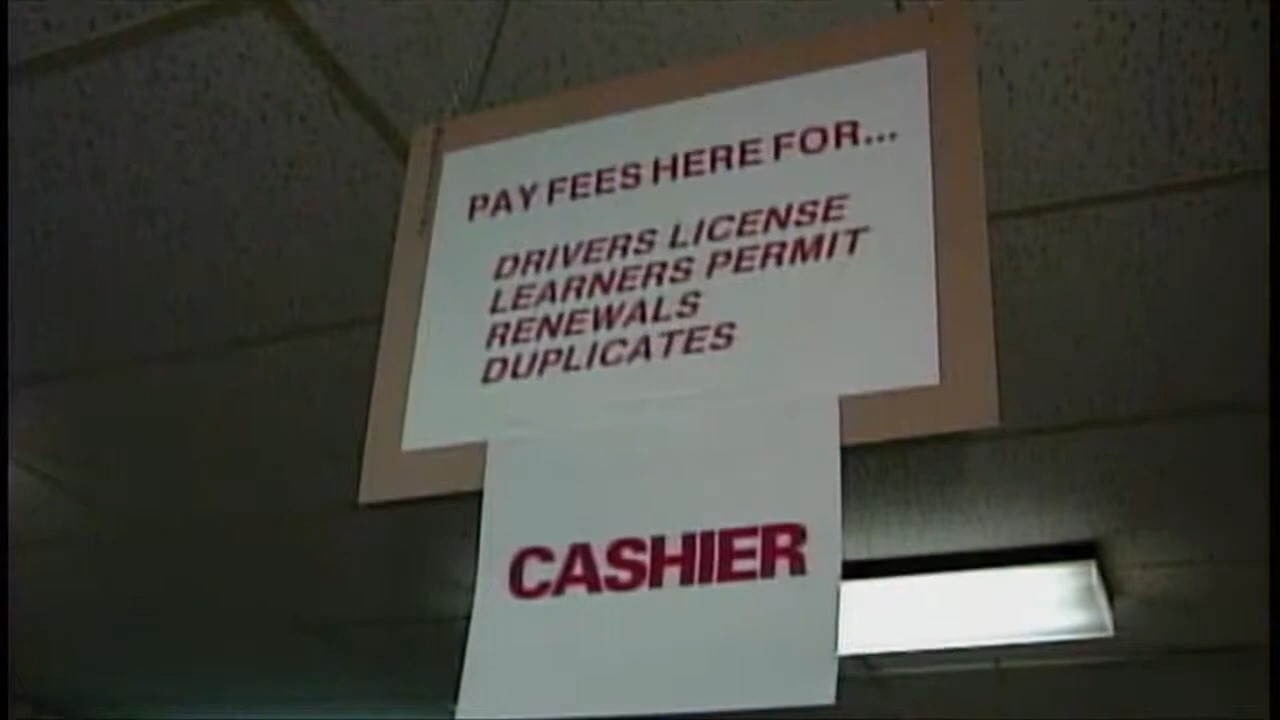 PAY FEES HERE FOR...
DRIVERS LICENSE
LEARNERS PERMIT
RENEWALS
DUPLICATES
CASHIER